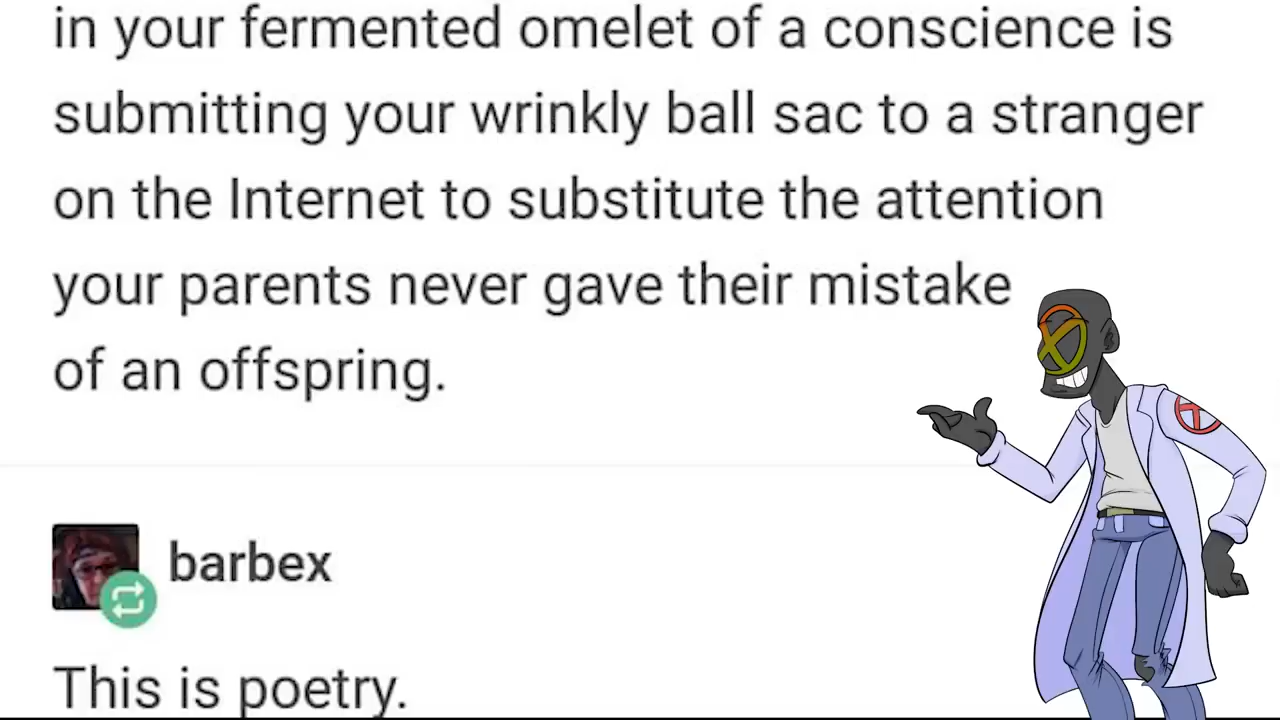 in your fermented omelet of a conscience is
submitting your wrinkly ball sac to a stranger
on the Internet to substitute the attention
your parents never gave their mistake
of an offspring.
barbex
This is poetry.